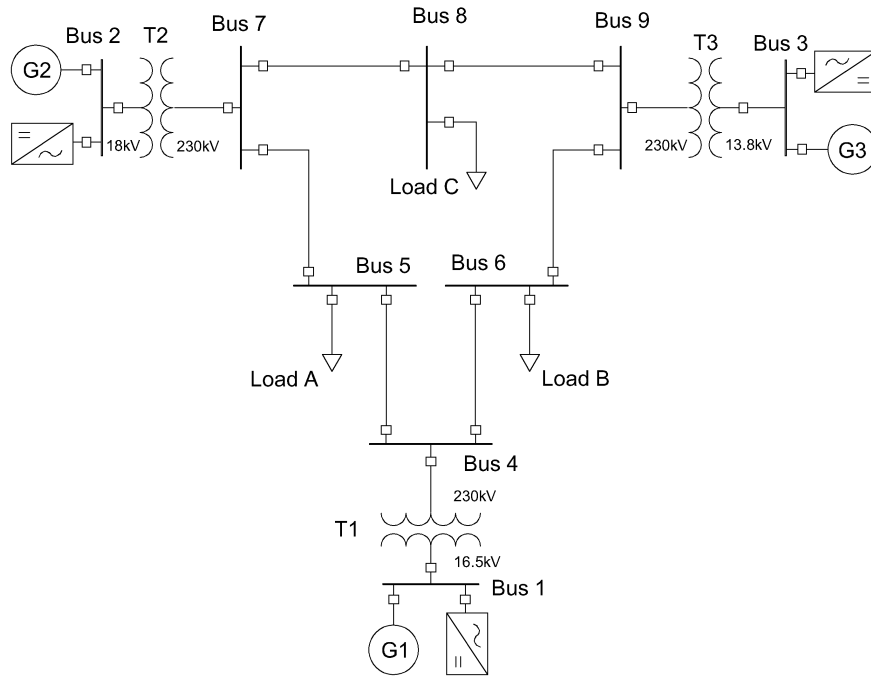 Bus 8
Bus 7
Bus 9
Bus 2
T2
T3
Bus 3
G2
18kV
230kV
230kV
13.8kV
G3
Load C
Bus 5
Bus 6
Load A
Load B
Bus 4
230kV
T1
16.5kV
Bus 1
G1